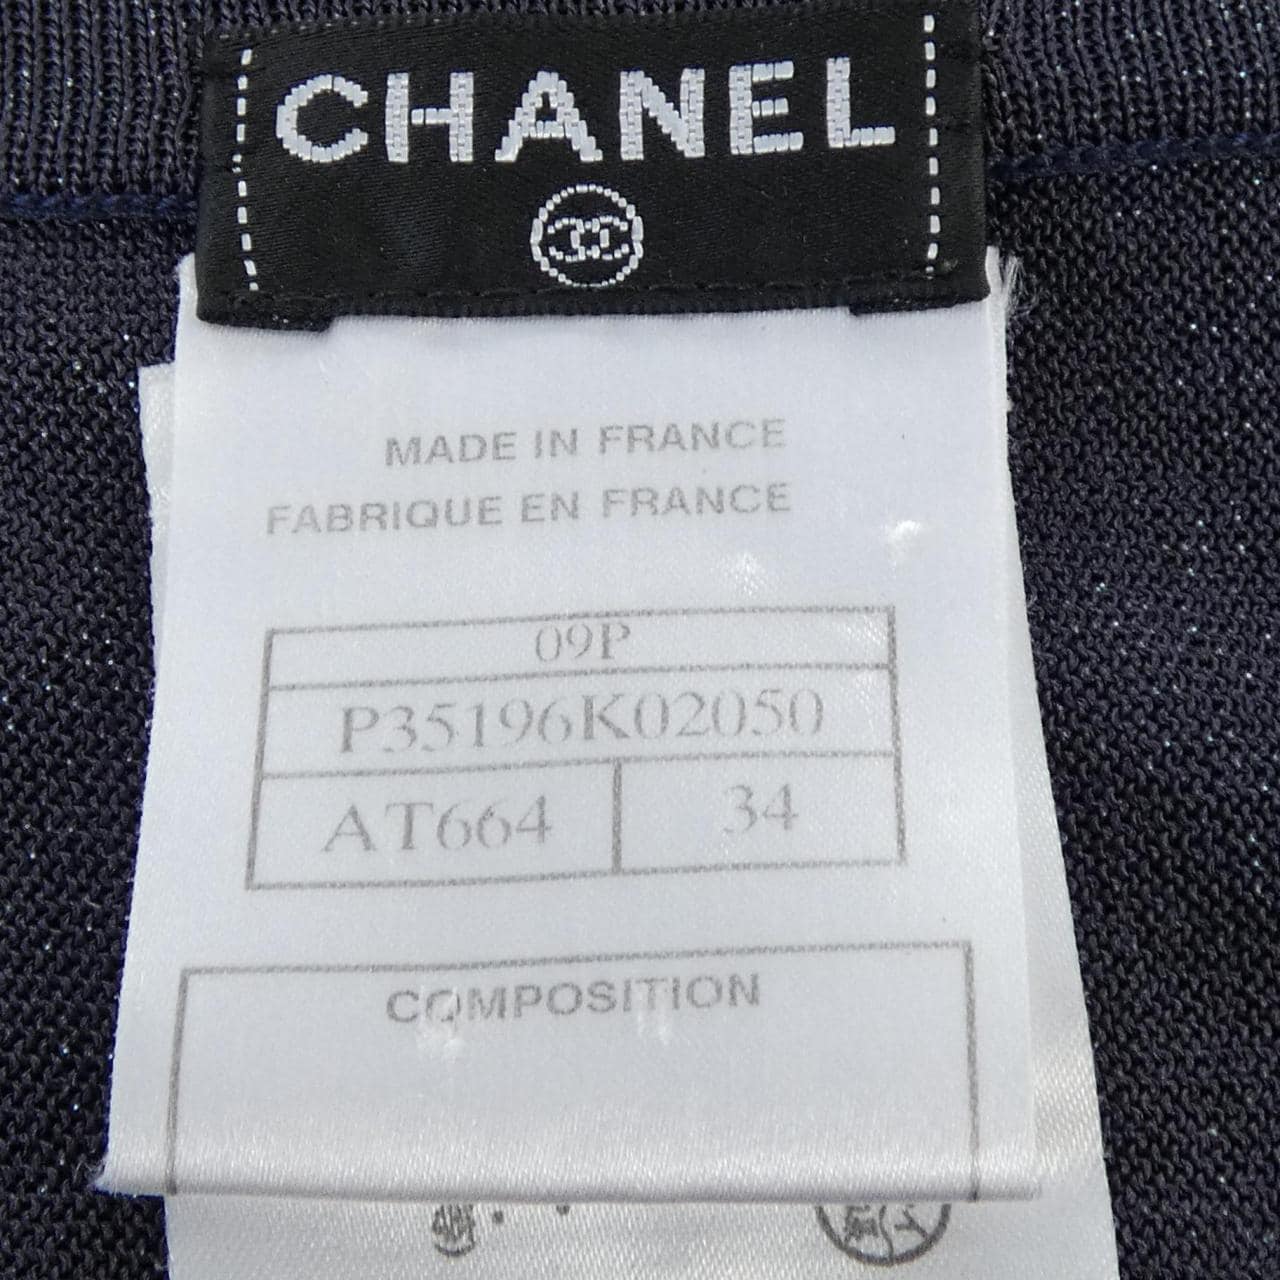 CHANEL
MADE IN FRANCE
FABRIQUE EN FRANCE
09P
P35196K02050
AT664 34
COMPOSITION